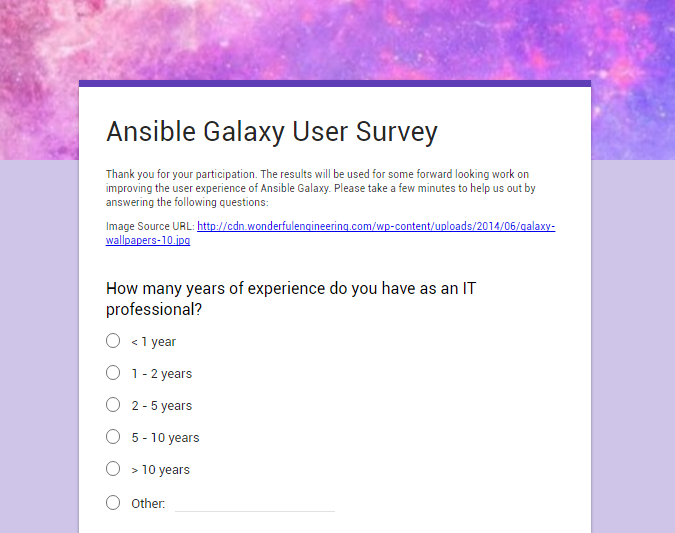 Ansible Galaxy User Survey
Thank you for your participation. The results will be used for some forward looking work on
improving the user experience of Ansible Galaxy. Please take a few minutes to help us out by
answering the following questions:
Image Source URL: http://cdn.wonderfulengineering.com/wp-content/uploads/2014/06/galaxy-
wallpapers-10.jpg
How many years of experience do you have as an IT
professional?
< 1 year
1 - 2 years
2 - 5 years
5 - 10 years
> 10 years
Other: